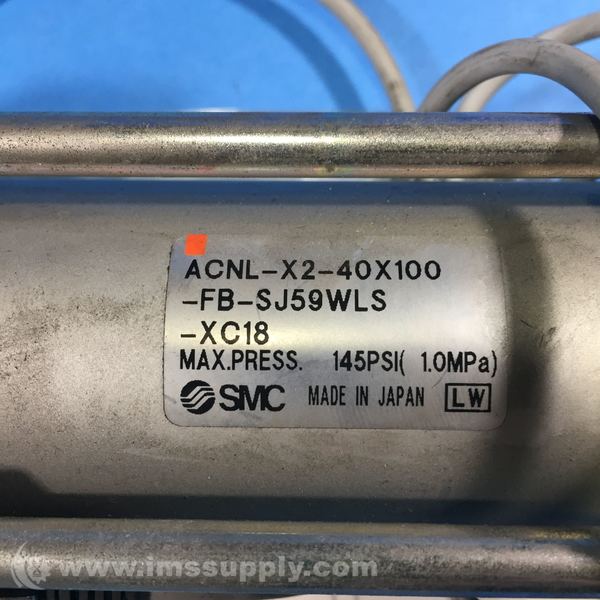 ACNL-X2-40X100
-FB-SJ59WLS
-XC18
MAX.PRESS. 145PSI( 1.0MPa)
SMC MADE IN JAPAN LW
www.imssupply.com